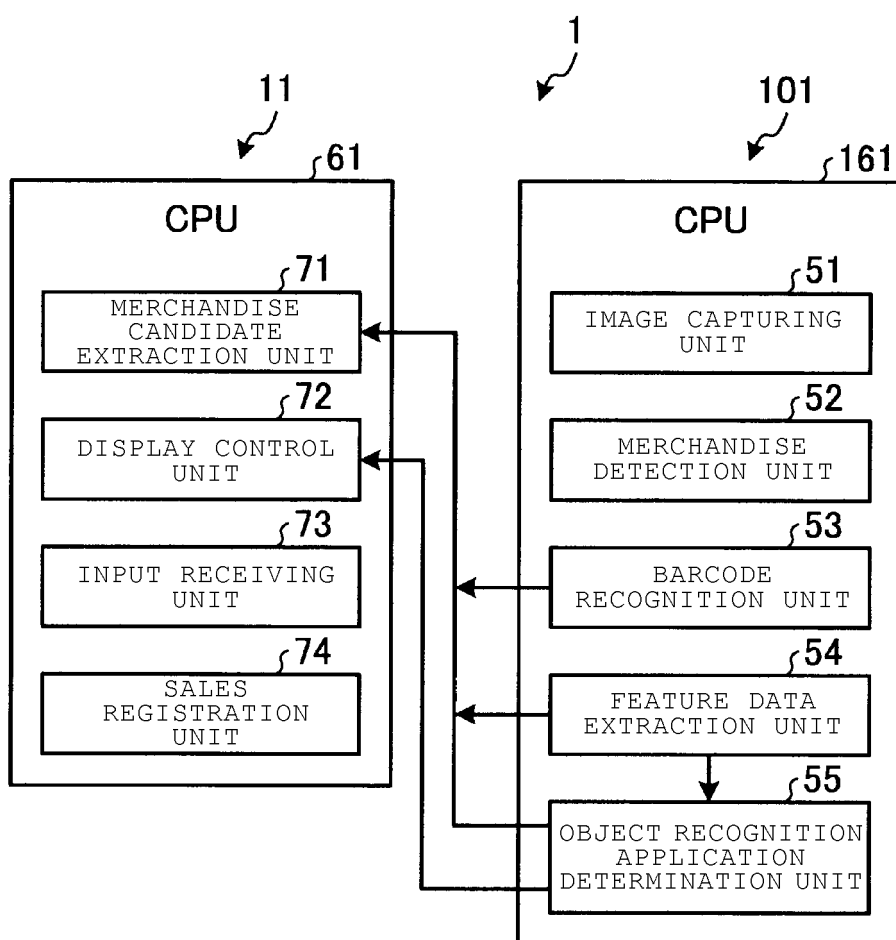 1
11
61
CPU
71
MERCHANDISE
CANDIDATE
EXTRACTION UNIT
72
DISPLAY CONTROL
UNIT
73
INPUT RECEIVING
UNIT
74
SALES
REGISTRATION
UNIT
101
161
CPU
51
IMAGE CAPTURING
UNIT
52
MERCHANDISE
DETECTION UNIT
53
BARCODE
RECOGNITION UNIT
54
FEATURE DATA
EXTRACTION UNIT
55
OBJECT RECOGNITION
APPLICATION
DETERMINATION UNIT